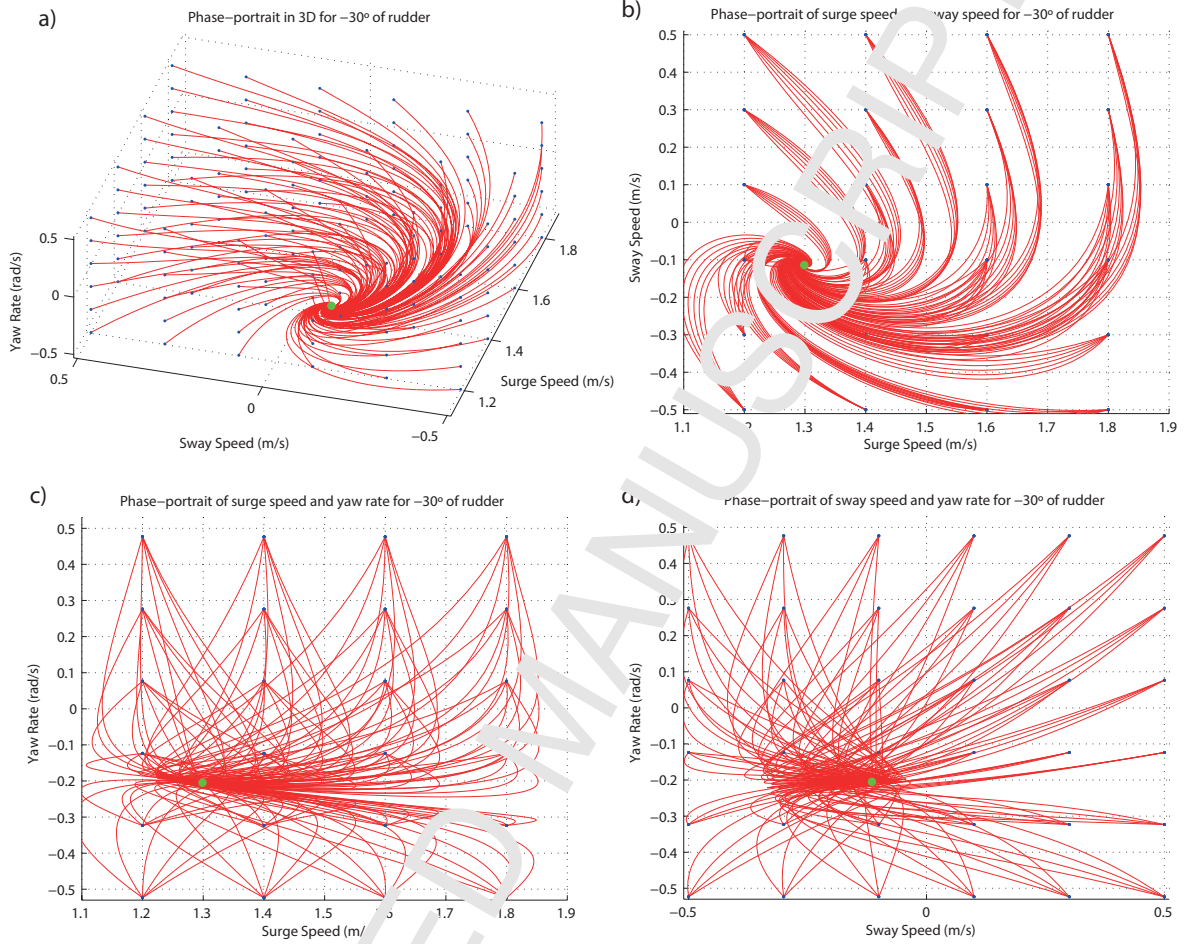 a)
Phase−portrait in 3D for −30º of rudder
0.5
0
−0.5
Yaw Rate (rad/s)
0.5
0
−0.5
Sway Speed (m/s)
1.8
1.6
1.4
1.2
Surge Speed (m/s)
b)
Phase−portrait of surge speed sway speed for −30º of rudder
0.5
0.4
0.3
0.2
0.1
0
−0.1
−0.2
−0.3
−0.4
−0.5
Sway Speed (m/s)
1.1 1.2 1.3 1.4 1.5 1.6 1.7 1.8 1.9
Surge Speed (m/s)
c)
Phase−portrait of surge speed and yaw rate for −30º of rudder
0.5
0.4
0.3
0.2
0.1
0
−0.1
−0.2
−0.3
−0.4
−0.5
Yaw Rate (rad/s)
1.1 1.2 1.3 1.4 1.5 1.6 1.7 1.8 1.9
Surge Speed (m/
d)
Phase−portrait of sway speed and yaw rate for −30º of rudder
0.5
0.4
0.3
0.2
0.1
0
−0.1
−0.2
−0.3
−0.4
−0.5
Yaw Rate (rad/s)
−0.5 0 0.5
Sway Speed (m/s)
ED MANUSCRIP